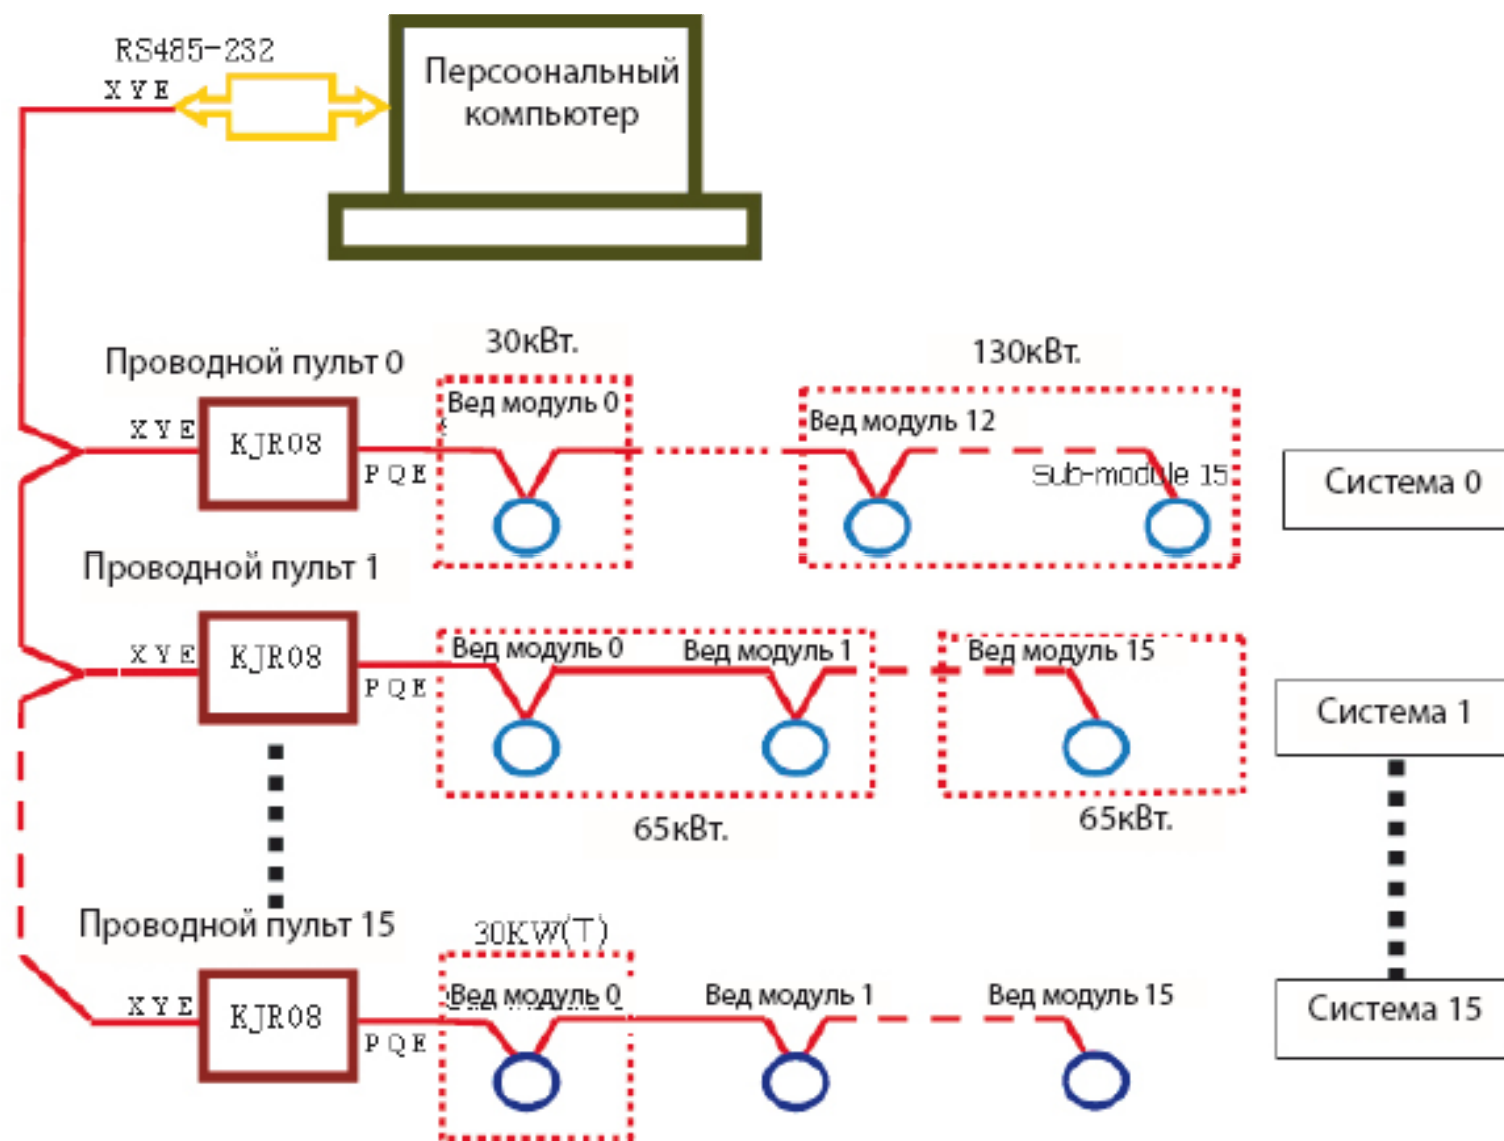 RS485-232
X Y E
Персоональный
компьютер
30кВт.
130кВт.
Проводной пульт 0
Вед модуль 0
Вед модуль 12
X Y E
KJR08
P Q E
Sub-module 15
Система 0
Проводной пульт 1
Вед модуль 0
Вед модуль 1
Вед модуль 15
X Y E
KJR08
P Q E
Система 1
65кВт.
65кВт.
Проводной пульт 15
30KW(T)
Вед модуль 0
Вед модуль 1
Вед модуль 15
X Y E
KJR08
P Q E
Система 15